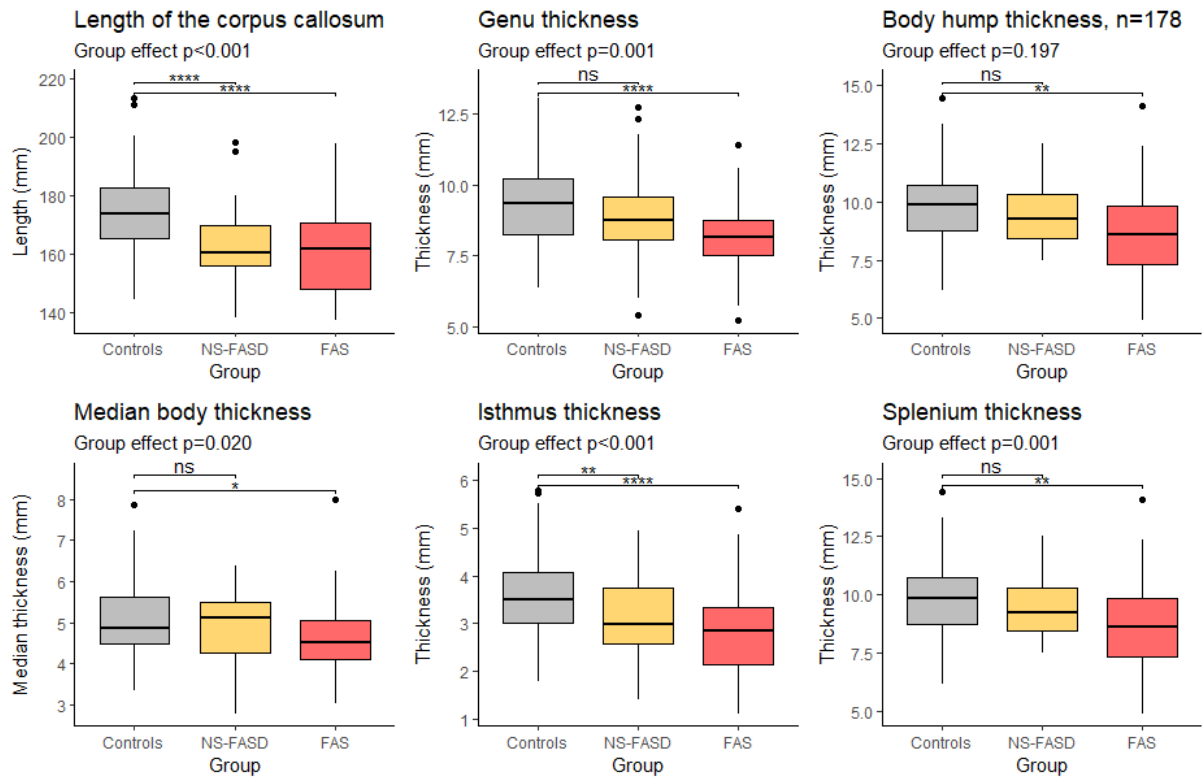 Length of the corpus callosum
Group effect p<0.001
Length (mm)
220
200
180
160
140
****
****
Controls
NS-FASD
FAS
Group
Genu thickness
Group effect p=0.001
Thickness (mm)
12.5
10.0
7.5
5.0
ns
****
Controls
NS-FASD
FAS
Group
Body hump thickness, n=178
Group effect p=0.197
Thickness (mm)
15.0
12.5
10.0
7.5
5.0
ns
**
Controls
NS-FASD
FAS
Group
Median body thickness
Group effect p=0.020
Median thickness (mm)
8
7
6
5
4
3
ns
*
Controls
NS-FASD
FAS
Group
Isthmus thickness
Group effect p<0.001
Thickness (mm)
6
5
4
3
2
1
**
****
Controls
NS-FASD
FAS
Group
Splenium thickness
Group effect p=0.001
Thickness (mm)
15.0
12.5
10.0
7.5
5.0
ns
**
Controls
NS-FASD
FAS
Group